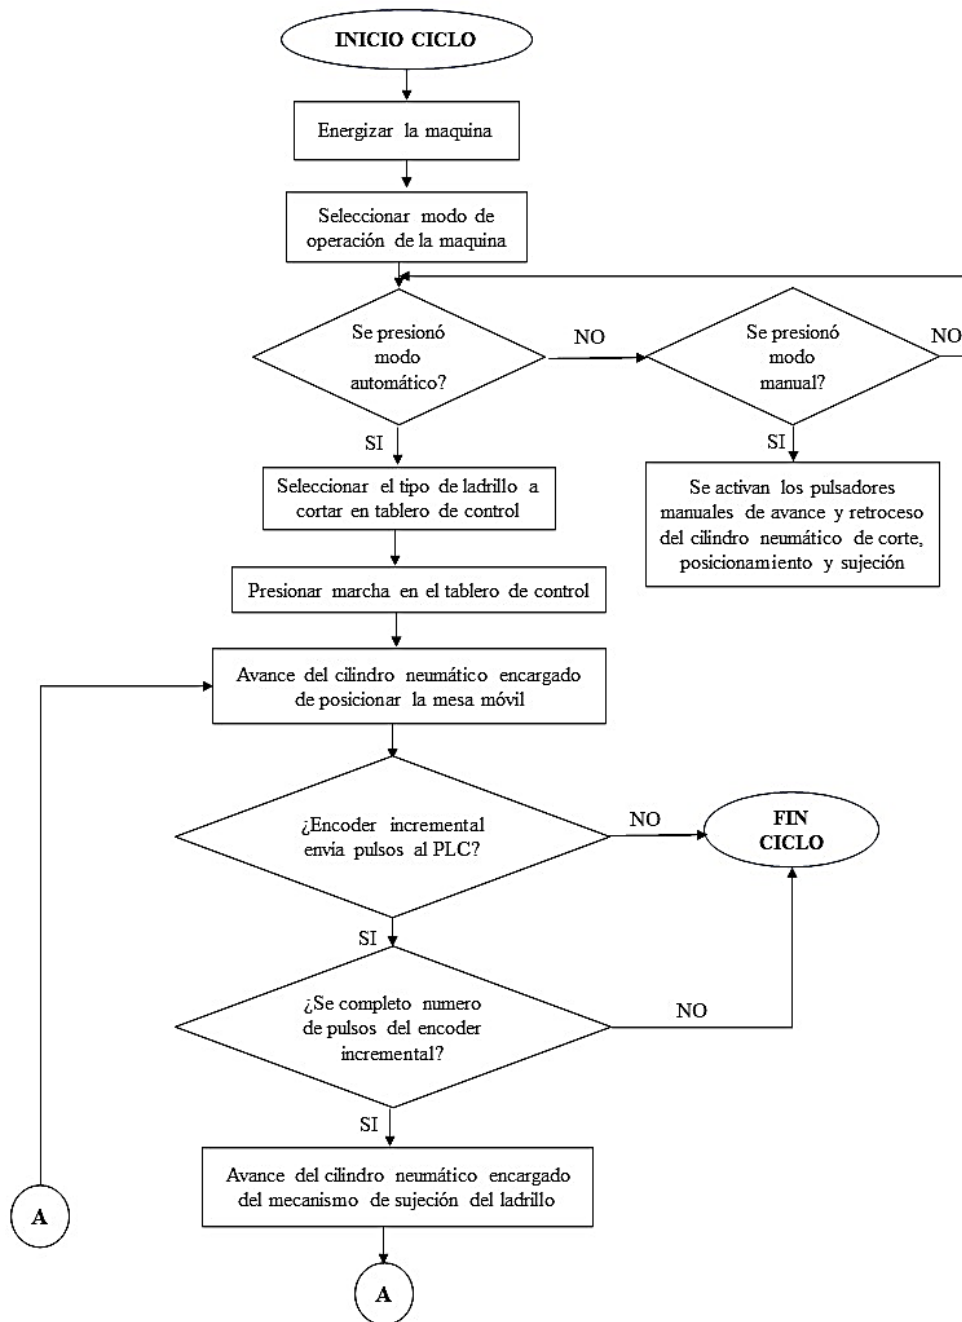 INICIO CICLO
Energizar la maquina
Seleccionar modo de
operación de la maquina
Se presionó
modo
automático?
NO
Se presionó
modo
manual?
NO
SI
SI
Seleccionar el tipo de ladrillo a
cortar en tablero de control
Se activan los pulsadores
manuales de avance y retroceso
del cilindro neumático de corte,
posicionamiento y sujeción
Presionar marcha en el tablero de control
Avance del cilindro neumático encargado
de posicionar la mesa móvil
¿Encoder incremental
envía pulsos al PLC?
NO
FIN
CICLO
SI
¿Se completo numero
de pulsos del encoder
incremental?
NO
SI
Avance del cilindro neumático encargado
del mecanismo de sujeción del ladrillo
A
A